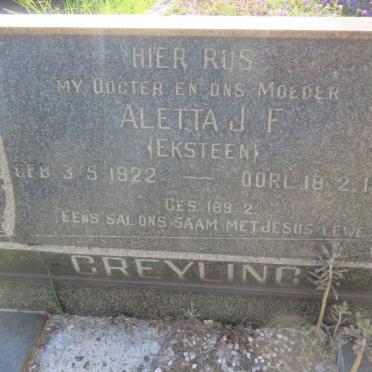 HIER RUS
MY DOGTER EN ONS MOEDER
ALETTA J. F.
(EKSTEEN)
GEB 3-5-1922 — OORL 18-2-1
GES. 189-2
EENS SAL ONS SAAM MET JESUS LEWE
GREYLING